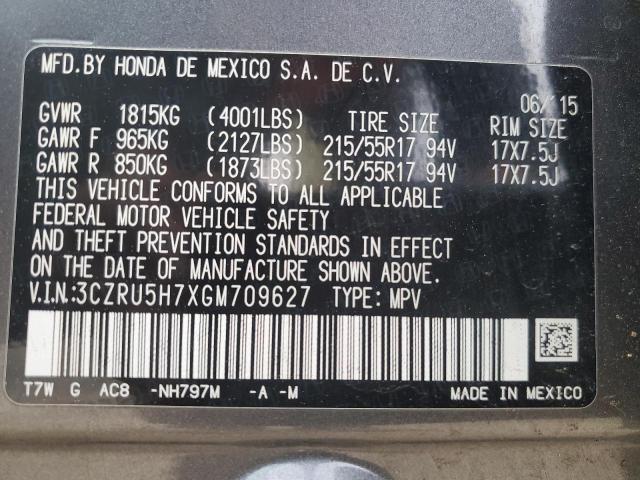 MFD.BY HONDA DE MEXICO S.A. DE C.V.
06/15
GVWR 1815KG (4001LBS) TIRE SIZE RIM SIZE
GAWR F 965KG (2127LBS) 215/55R17 94V 17X7.5J
GAWR R 850KG (1873LBS) 215/55R17 94V 17X7.5J
THIS VEHICLE CONFORMS TO ALL APPLICABLE
FEDERAL MOTOR VEHICLE SAFETY
AND THEFT PREVENTION STANDARDS IN EFFECT
ON THE DATE OF MANUFACTURE SHOWN ABOVE.
V.I.N.:3CZRU5H7XGM709627 TYPE: MPV
T7W G AC8 -NH797M -A -M MADE IN MEXICO